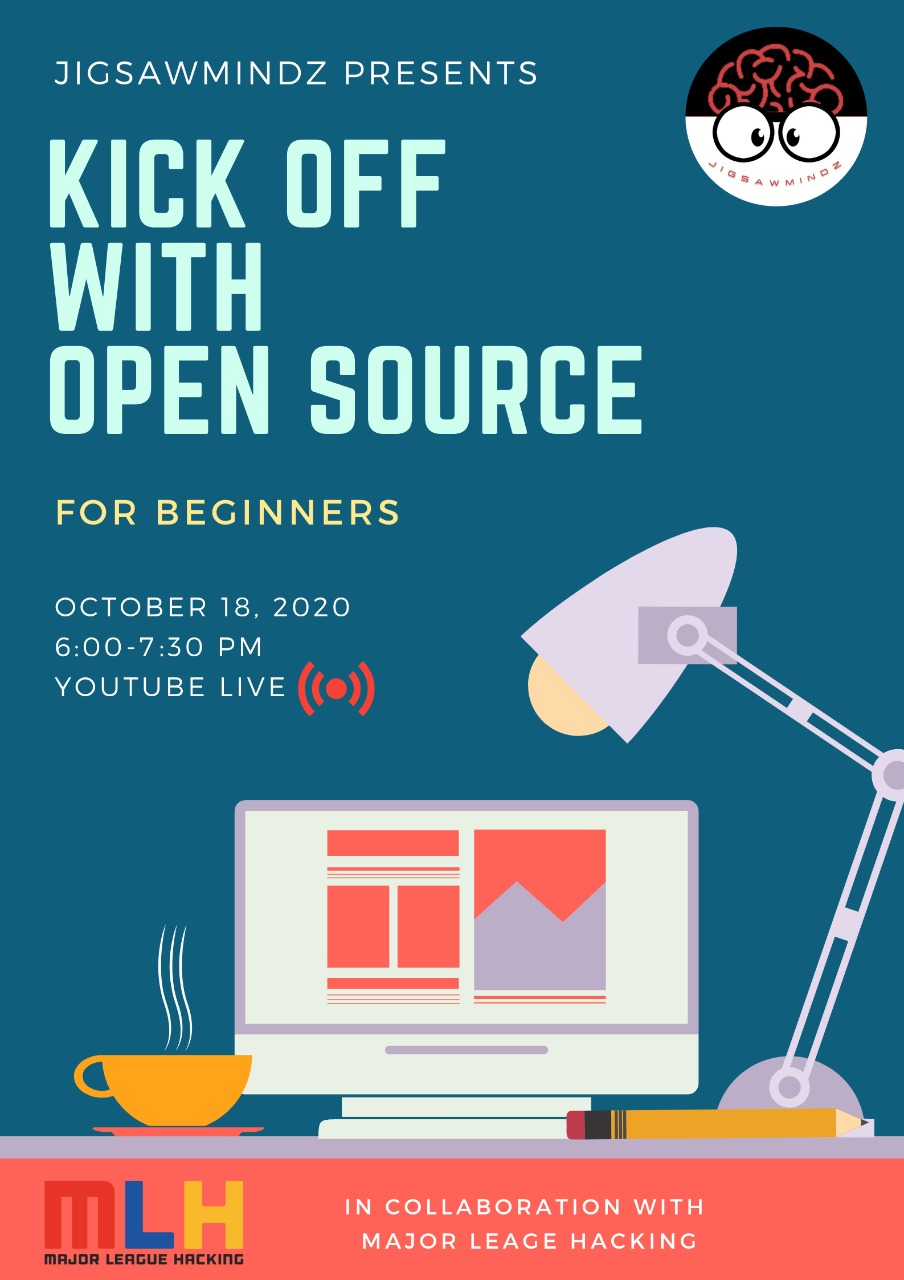 JIGSAWMINDZ PRESENTS
JIGSAWMINDZ
KICK OFF
WITH
OPEN SOURCE
FOR BEGINNERS
OCTOBER 18, 2020
6:00-7:30 PM
YOUTUBE LIVE
MLH
MAJOR LEAGUE HACKING
IN COLLABORATION WITH
MAJOR LEAGE HACKING